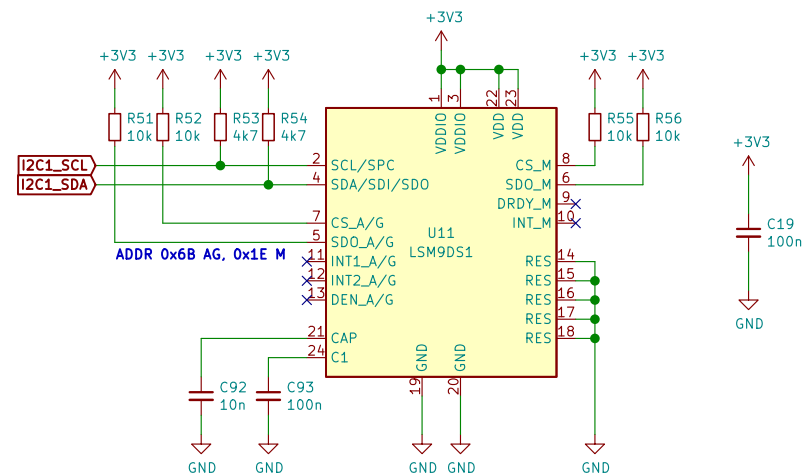 +3V3
+3V3 +3V3 +3V3 +3V3 +3V3 +3V3
R51 10k
R52 10k
R53 4k7
R54 4k7
R55 10k
R56 10k
1 VDDIO
3 VDDIO
22 VDD
23 VDD
I2C1_SCL
I2C1_SDA
2 SCL/SPC
4 SDA/SDI/SDO
7 CS_A/G
5 SDO_A/G
ADDR 0x6B AG, 0x1E M
11 INT1_A/G
12 INT2_A/G
13 DEN_A/G
21 CAP
24 C1
U11
LSM9DS1
CS_M 8
SDO_M 6
DRDY_M 9
INT_M 10
RES 14
RES 15
RES 16
RES 17
RES 18
GND 19
GND 20
+3V3
C19
100n
GND
C92
10n
C93
100n
GND GND GND GND GND